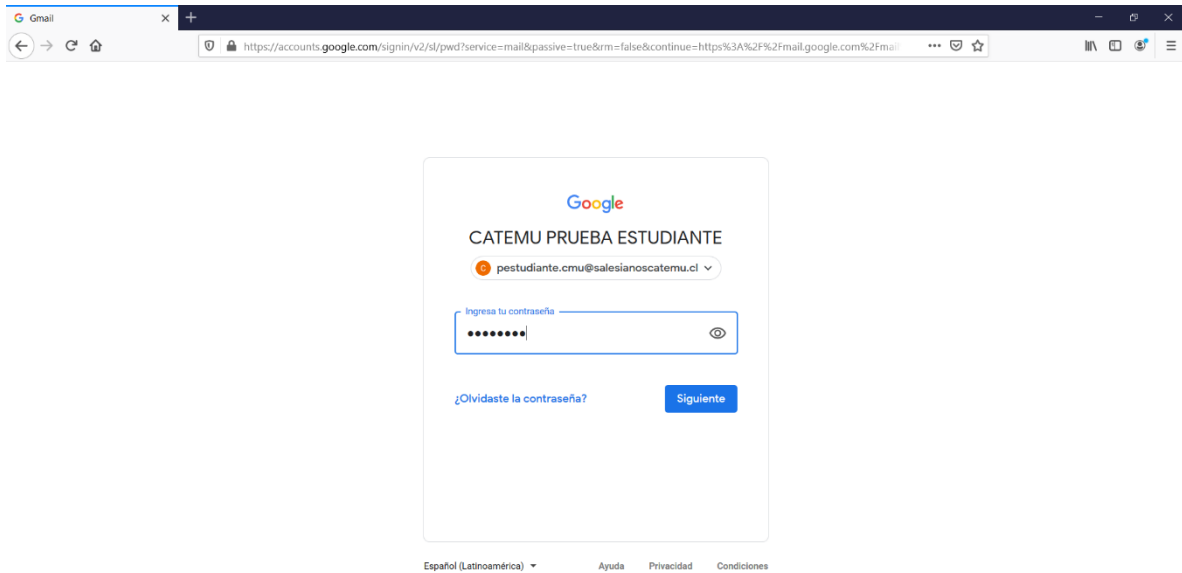 Gmail
https://accounts.google.com/signin/v2/sl/pwd?service=mail&passive=true&rm=false&continue=https%3A%2F%2Fmail.google.com%2Fmail
Google
CATEMU PRUEBA ESTUDIANTE
C pestudiante.cmu@salesianoscatemu.cl
Ingresa tu contraseña
••••••••
¿Olvidaste la contraseña? Siguiente
Español (Latinoamérica) Ayuda Privacidad Condiciones